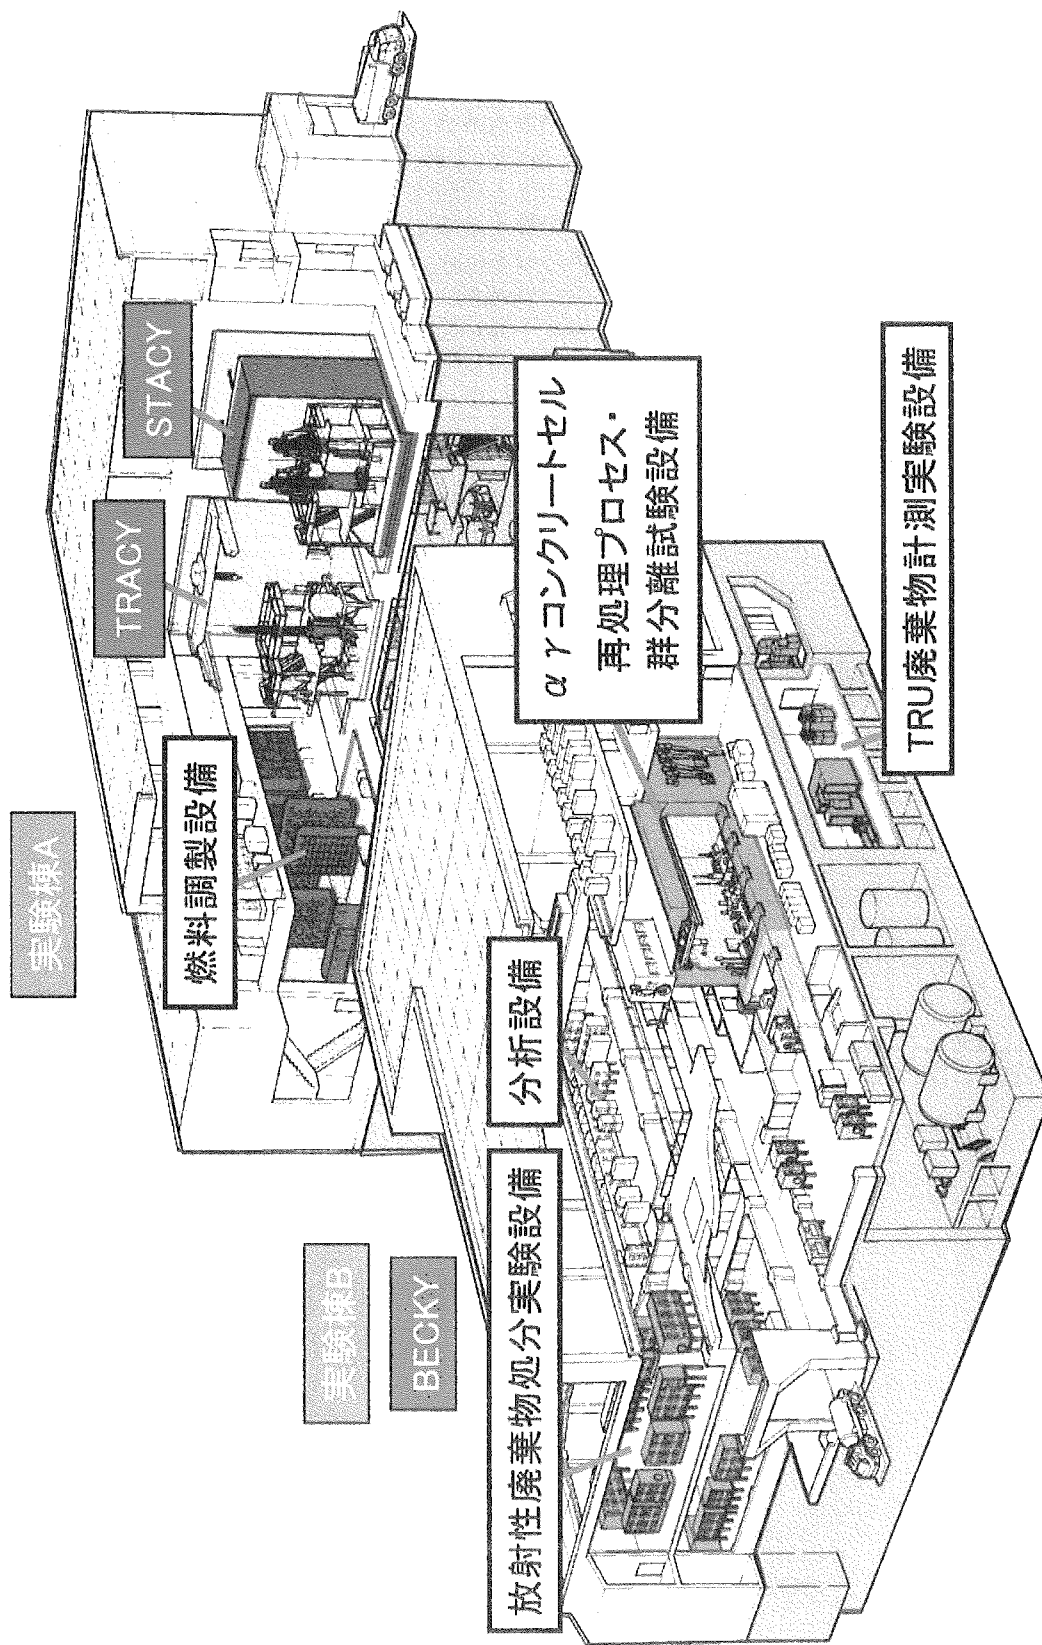 実験棟A
STACY
TRACY
燃料調製設備
実験棟B
BECKY
αγコンクリートセル
再処理プロセス・
群分離試験設備
分析設備
放射性廃棄物処分実験設備
TRU廃棄物計測実験設備